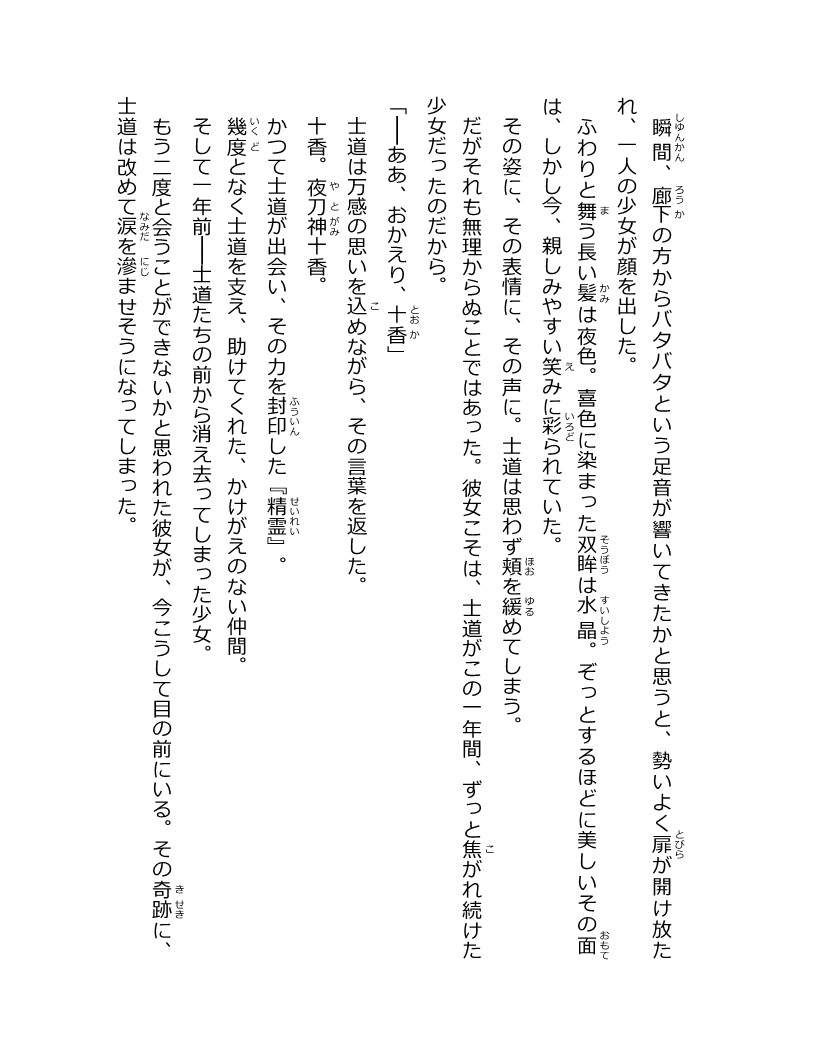 瞬間、廊下の方からバタバタという足音が響いてきたかと思うと、勢いよく扉が開け放た
れ、一人の少女が顔を出した。
ふわりと舞う長い髪は夜色。喜色に染まった双眸は水晶。ぞっとするほどに美しいその面
は、しかし今、親しみやすい笑みに彩られていた。
その姿に、その表情に、その声に。士道は思わず頬を緩めてしまう。
だがそれも無理からぬことではあった。彼女こそは、士道がこの一年間、ずっと焦がれ続けた
少女だったのだから。
「──ああ、おかえり、十香」
士道は万感の思いを込めながら、その言葉を返した。
十香。夜刀神十香。
かつて士道が出会い、その力を封印した『精霊』。
幾度となく士道を支え、助けてくれた、かけがえのない仲間。
そして一年前──士道たちの前から消え去ってしまった少女。
もう二度と会うことができないかと思われた彼女が、今こうして目の前にいる。その奇跡に、
士道は改めて涙を滲ませそうになってしまった。